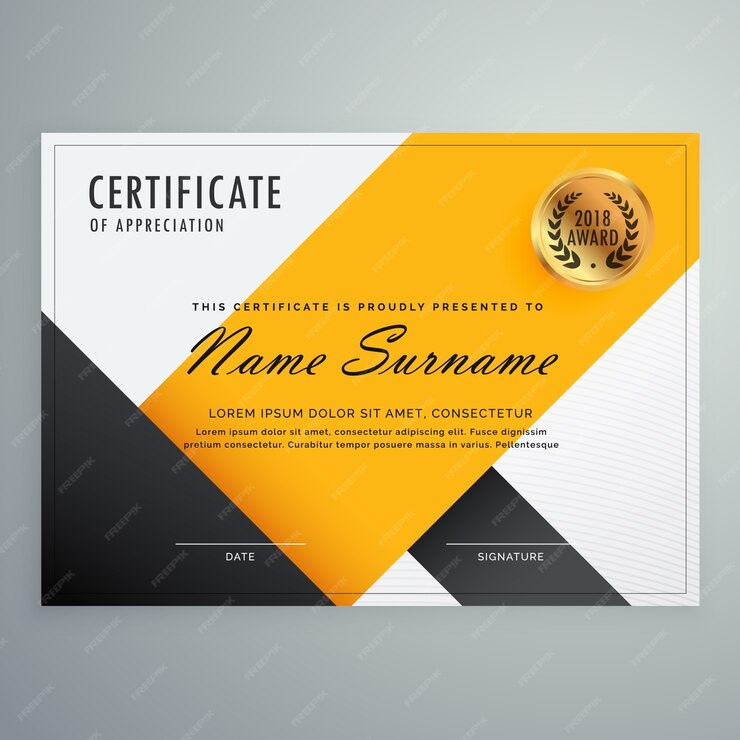 CERTIFICATE
OF APPRECIATION
2018
AWARD
THIS CERTIFICATE IS PROUDLY PRESENTED TO
Name Surname
LOREM IPSUM DOLOR SIT AMET, CONSECTETUR
Lorem ipsum dolor sit amet, consectetur adipiscing elit. Fusce dignissim
pretium consectetur. Curabitur tempor posuere massa in varius. Pellentesque
DATE
SIGNATURE
FREEPIK